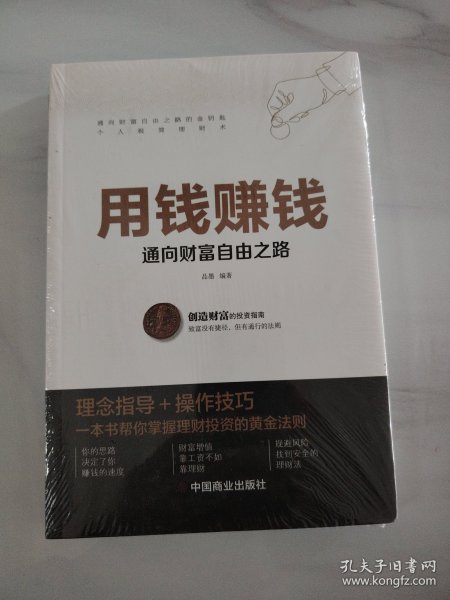 通向财富自由之路的金钥匙
个人极简理财术
用钱赚钱
通向财富自由之路
品墨 编著
创造财富的投资指南
致富没有捷径，但有通行的法则
理念指导＋操作技巧
一本书帮你掌握理财投资的黄金法则
你的思路
决定了你
赚钱的速度
财富增值
靠工资不如
靠理财
规避风险
找到安全的
理财法
中国商业出版社
孔夫子旧书网
www.kongfz.com